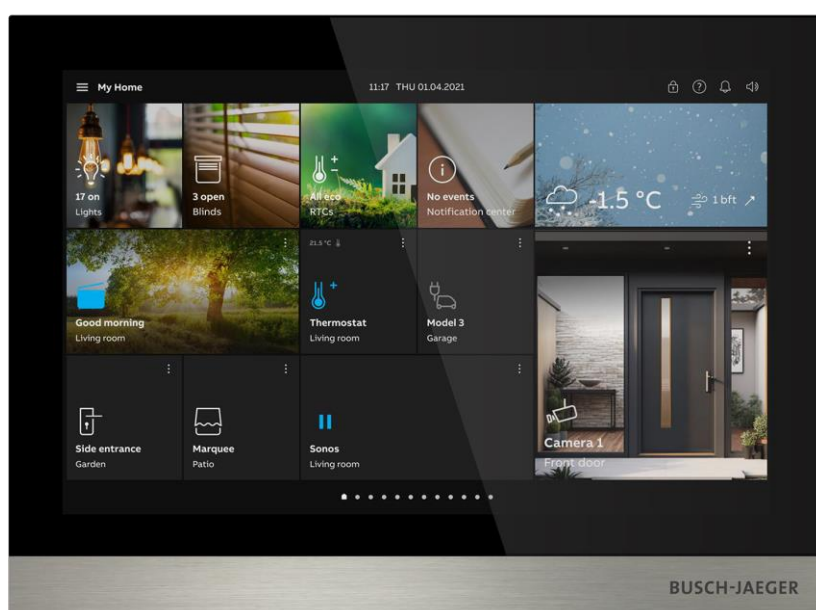 My Home
11:17 THU 01.04.2021
17 on
Lights
3 open
Blinds
All eco
RTCs
No events
Notification center
-1.5 °C
1 bft
Good morning
Living room
21.5 °C
Thermostat
Living room
Model 3
Garage
Side entrance
Garden
Marquee
Patio
Sonos
Living room
Camera 1
Front door
BUSCH-JAEGER